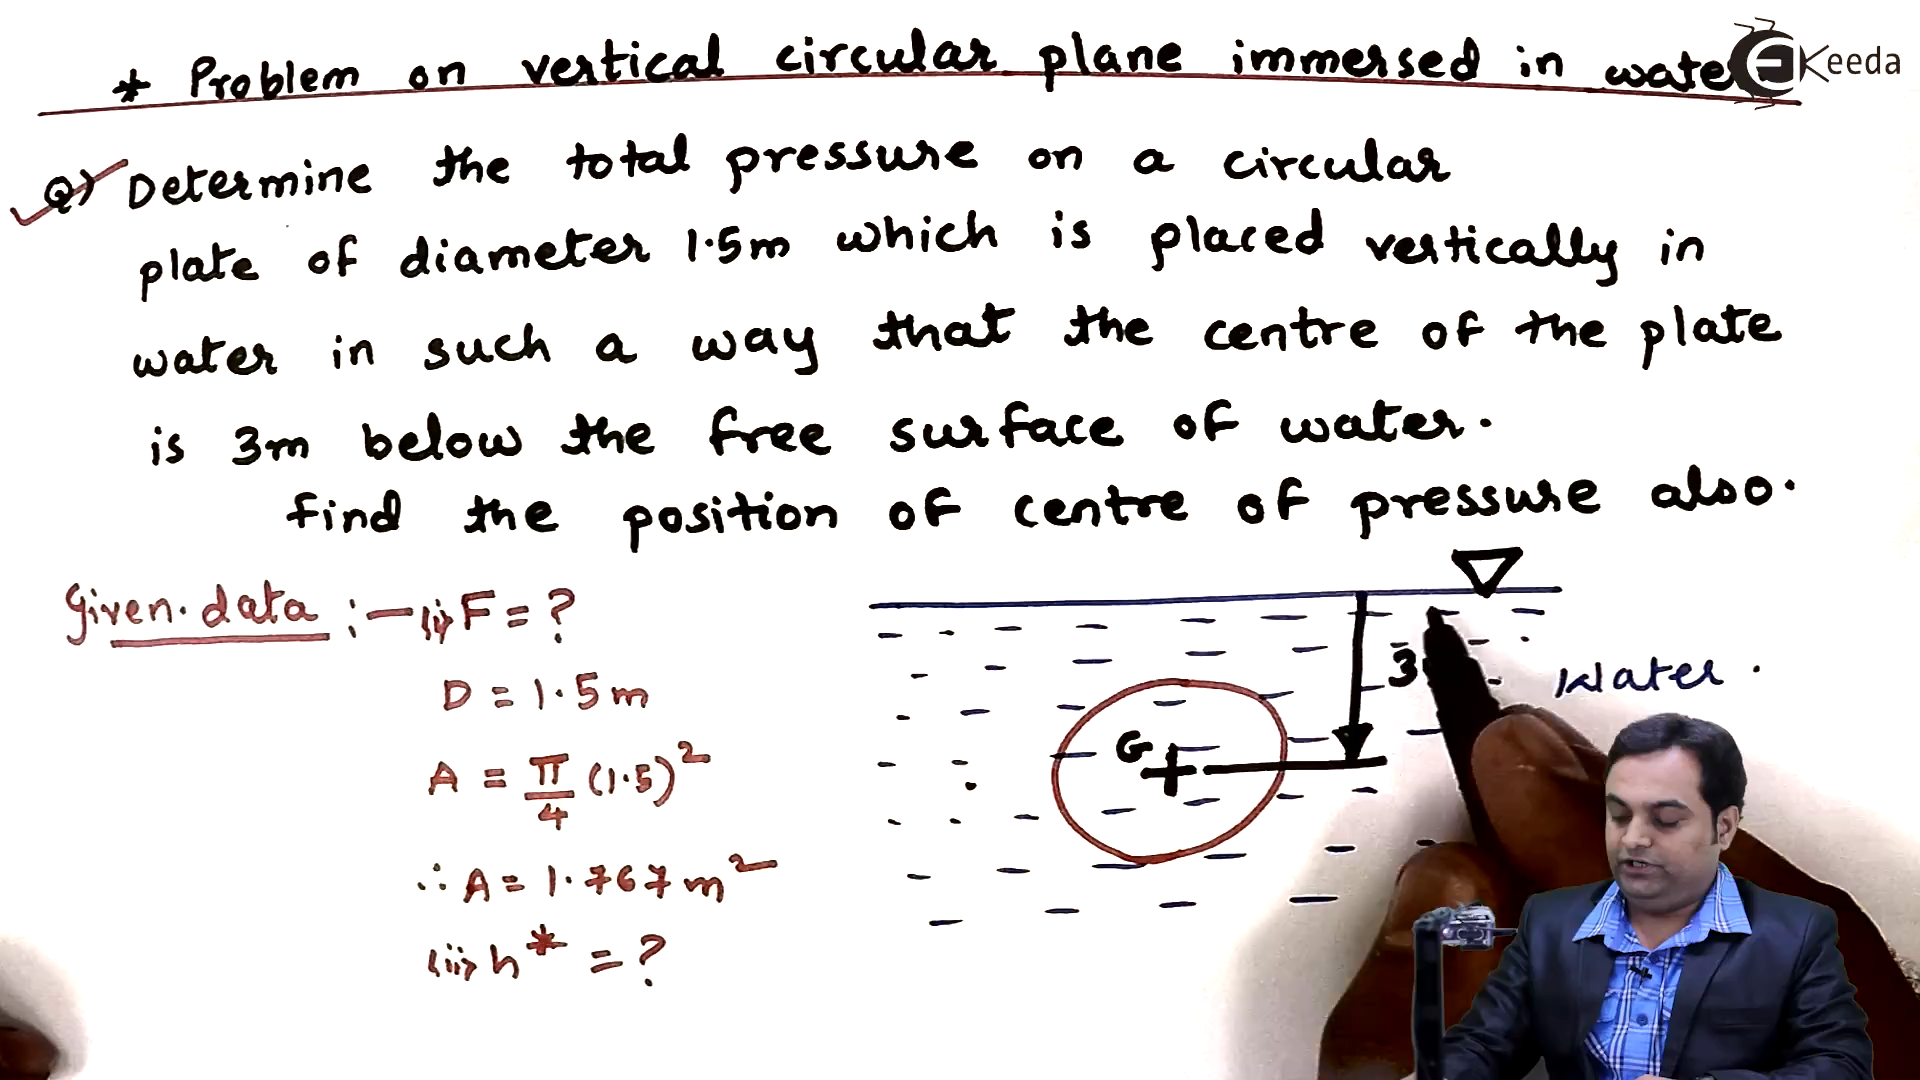 * Problem on vertical circular plane immersed in water
Keeda
Q) Determine the total pressure on a circular
plate of diameter 1.5m which is placed vertically in
water in such a way that the centre of the plate
is 3m below the free surface of water.
find the position of centre of pressure also.
Given data :- (i) F = ?
D = 1.5m
A = π/4 (1.5)²
∴ A = 1.767m²
(ii) h* = ?
3
Water.
G